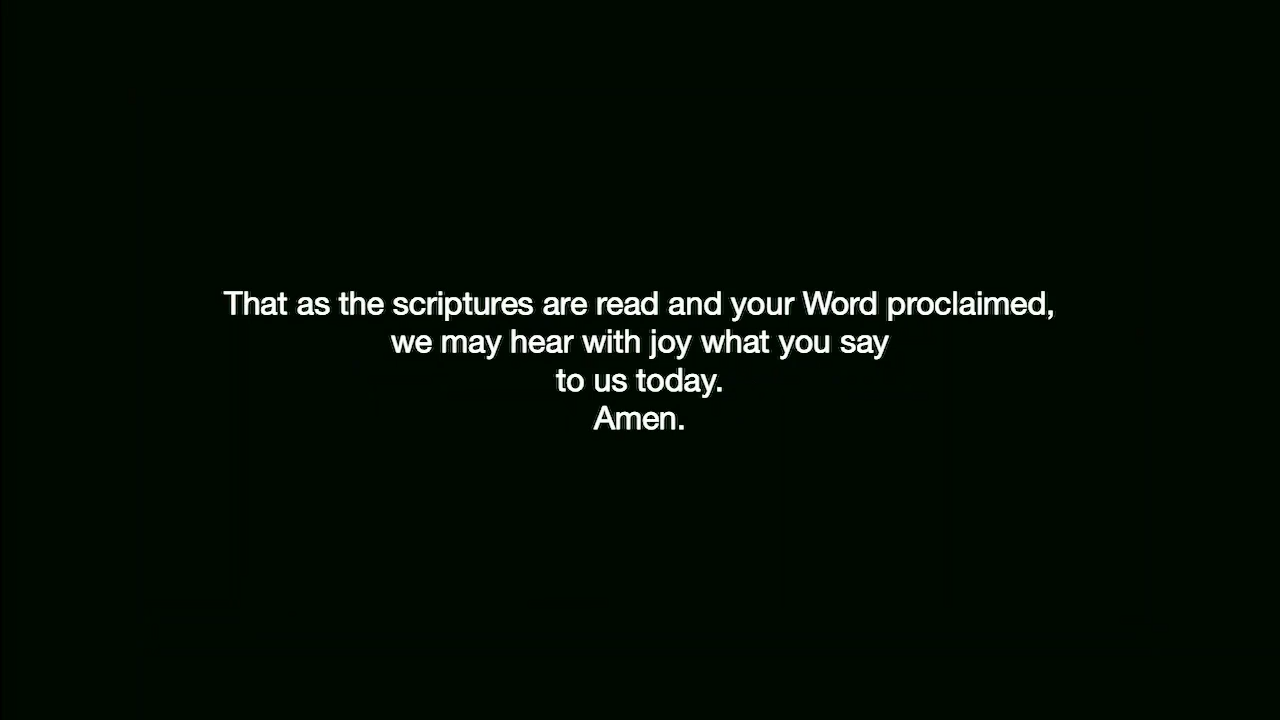 That as the scriptures are read and your Word proclaimed,
we may hear with joy what you say
to us today.
Amen.